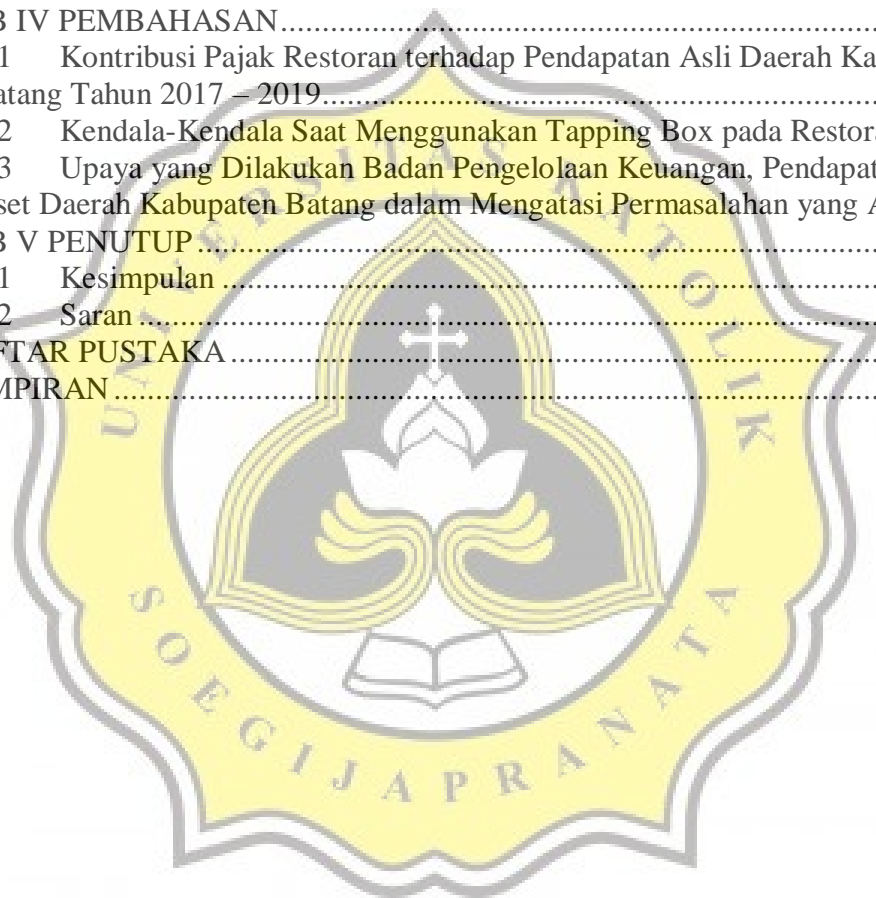 B IV PEMBAHASAN
1 Kontribusi Pajak Restoran terhadap Pendapatan Asli Daerah Ka
atang Tahun 2017 – 2019
2 Kendala-Kendala Saat Menggunakan Tapping Box pada Restora
3 Upaya yang Dilakukan Badan Pengelolaan Keuangan, Pendapat
set Daerah Kabupaten Batang dalam Mengatasi Permasalahan yang A
B V PENUTUP
1 Kesimpulan
2 Saran
FTAR PUSTAKA
MPIRAN
UNIVERSITAS KATOLIK
SOEGIJAPRANATA